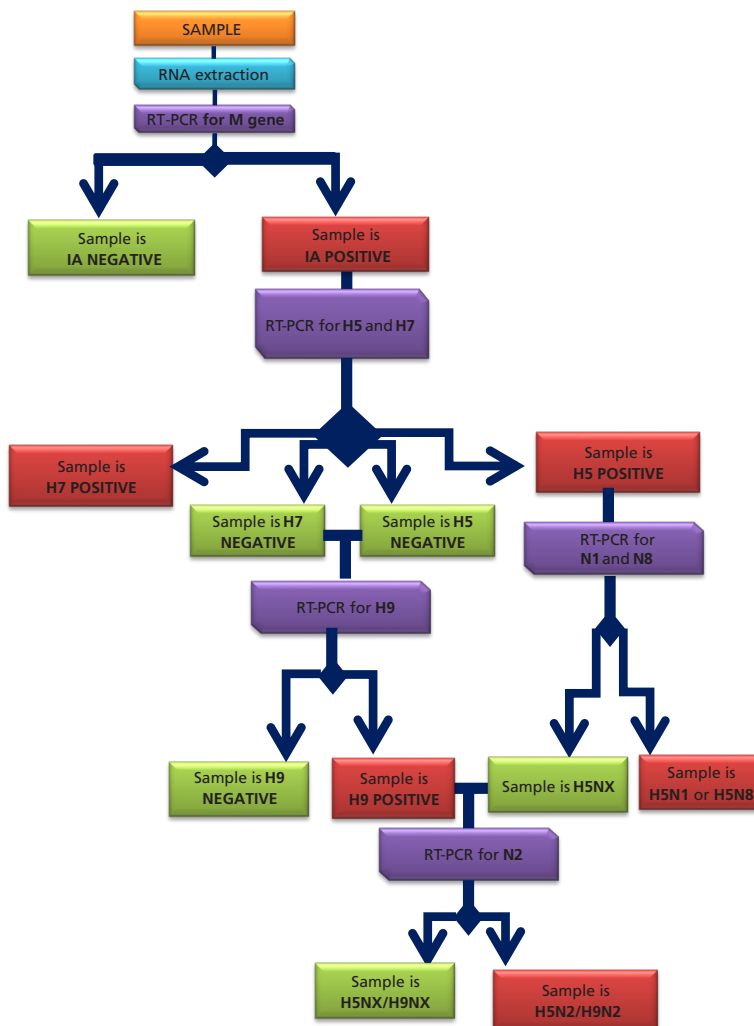 SAMPLE
RNA extraction
RT-PCR for M gene
Sample is
IA NEGATIVE
Sample is
IA POSITIVE
RT-PCR for H5 and H7
Sample is
H7 POSITIVE
Sample is H7
NEGATIVE
Sample is H5
NEGATIVE
Sample is
H5 POSITIVE
RT-PCR for
N1 and N8
RT-PCR for H9
Sample is H9
NEGATIVE
Sample is
H9 POSITIVE
Sample is H5NX
Sample is
H5N1 or H5N8
RT-PCR for N2
Sample is
H5NX/H9NX
Sample is
H5N2/H9N2